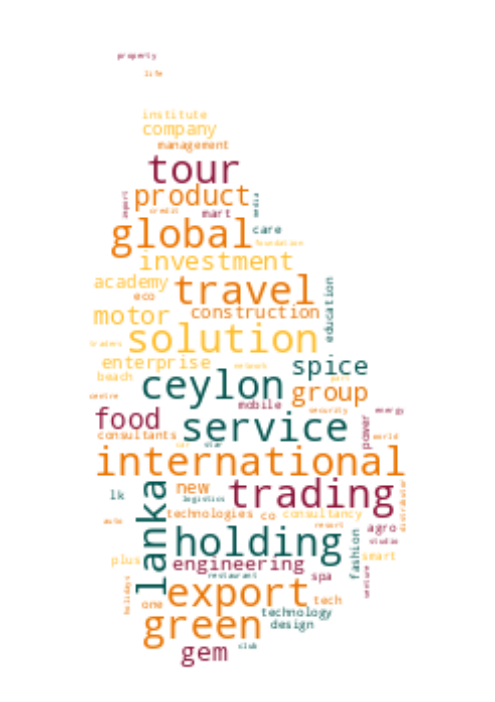 property
life
institute
company
management
tour
product
import
media
credit
mart
global
care
foundation
investment
academy
travel
eco
education
motor
construction
solution
traders
enterprise
network
spice
beach
ceylon
group
centre
mobile
food
security
energy
service
power
consultants
world
star
international
lanka
new
trading
lk
logistics
distributor
technologies
co
consultancy
auto
resort
agro
holding
studio
fashion
plus
engineering
smart
restaurant
spa
venture
holidays
one
export
tech
technology
green
design
gem
club